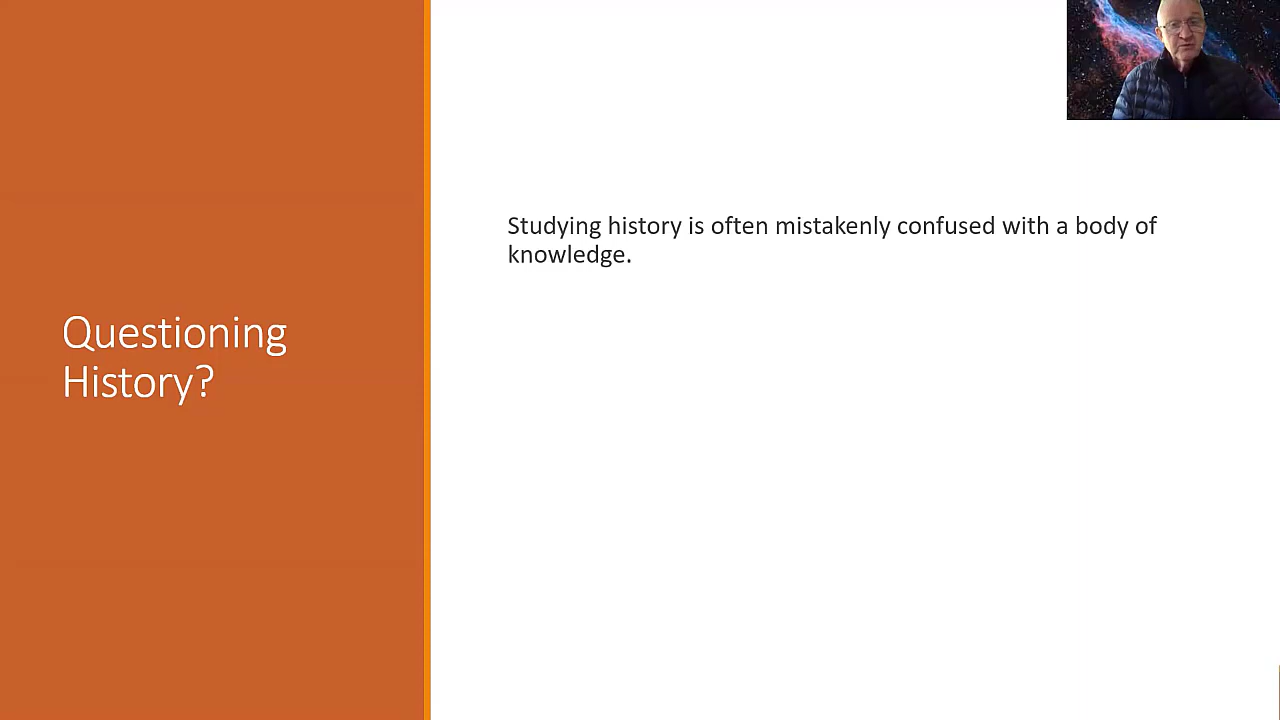 Questioning
History?
Studying history is often mistakenly confused with a body of
knowledge.